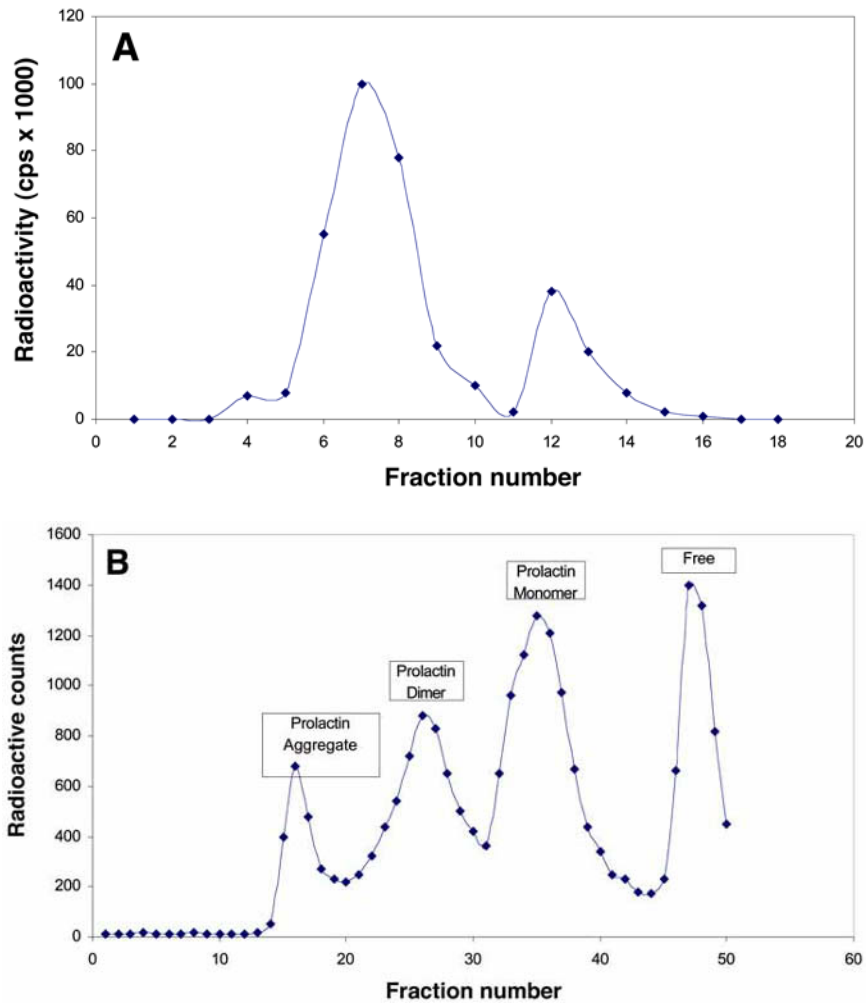 A
Radioactivity (cps x 1000)
120
100
80
60
40
20
0
0 2 4 6 8 10 12 14 16 18 20
Fraction number
B
Radioactive counts
1600
1400
1200
1000
800
600
400
200
0
Prolactin
Aggregate
Prolactin
Dimer
Prolactin
Monomer
Free
0 10 20 30 40 50 60
Fraction number